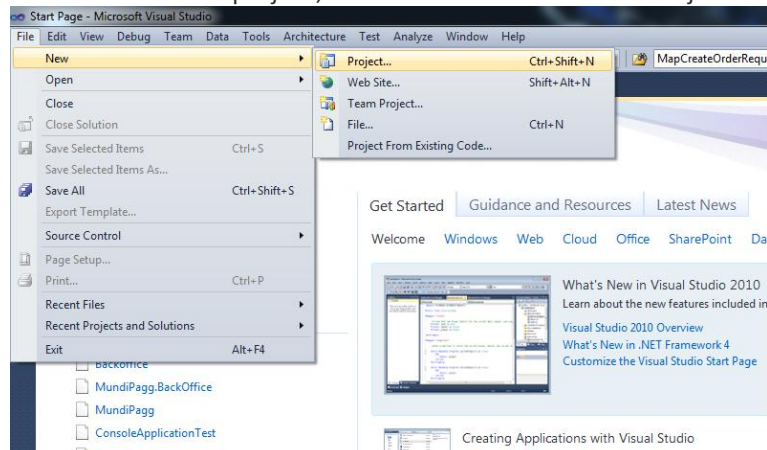 Start Page - Microsoft Visual Studio
File Edit View Debug Team Data Tools Architecture Test Analyze Window Help
New
Open
Close
Close Solution
Save Selected Items Ctrl+S
Save Selected Items As...
Save All Ctrl+Shift+S
Export Template...
Source Control
Page Setup...
Print... Ctrl+P
Recent Files
Recent Projects and Solutions
Exit Alt+F4
Project... Ctrl+Shift+N
Web Site... Shift+Alt+N
Team Project...
File... Ctrl+N
Project From Existing Code...
MapCreateOrderRequ
Get Started Guidance and Resources Latest News
Welcome Windows Web Cloud Office SharePoint Da
What's New in Visual Studio 2010
Learn about the new features included in
Visual Studio 2010 Overview
What's New in .NET Framework 4
Customize the Visual Studio Start Page
Backoffice
MundiPagg.BackOffice
MundiPagg
ConsoleApplicationTest
Creating Applications with Visual Studio